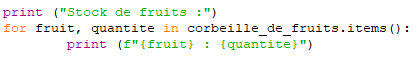 print ("Stock de fruits :")
for fruit, quantite in corbeille_de_fruits.items():
        print (f"{fruit} : {quantite}")